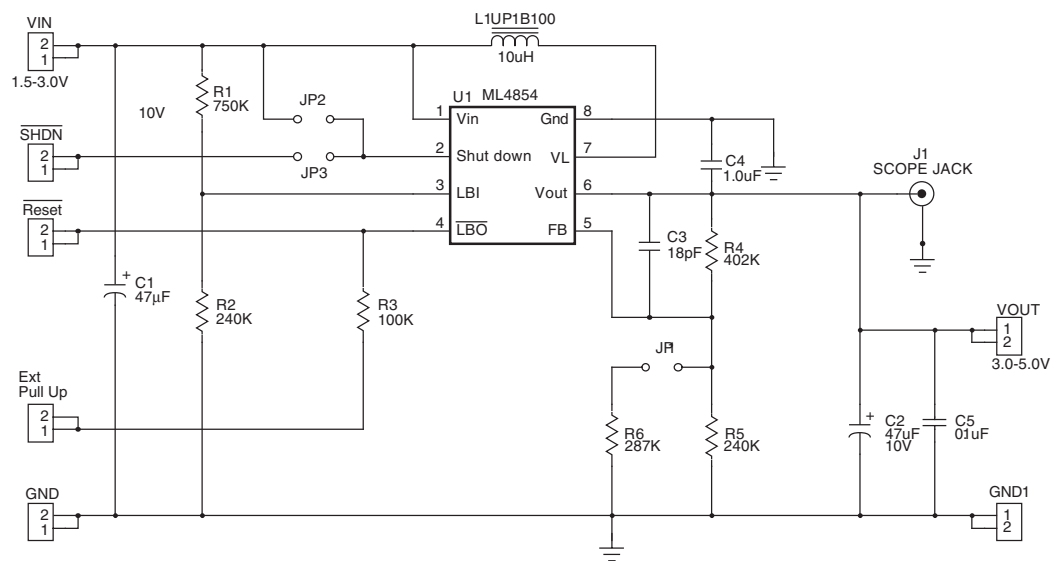 VIN
2
1
1.5-3.0V
SHDN
2
1
Reset
2
1
Ext
Pull Up
2
1
GND
2
1
10V
R1
750K
C1
+
47µF
R2
240K
JP2
JP3
R3
100K
L1UP1B100
10uH
U1 ML4854
1 Vin
2 Shut down
3 LBI
4 LBO
Gnd 8
VL 7
Vout 6
FB 5
C4
1.0uF
C3
18pF
R4
402K
JP1
R6
287K
R5
240K
J1
SCOPE JACK
VOUT
1
2
3.0-5.0V
+
C2
47uF
10V
C5
0.1uF
GND1
1
2